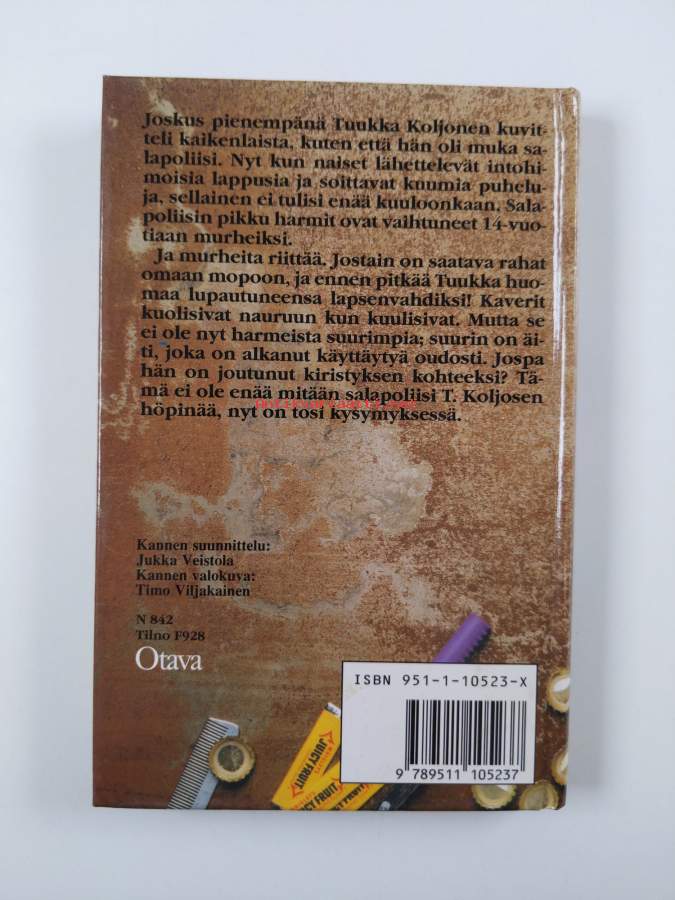 Joskus pienempänä Tuukka Koljonen kuvit-
teli kaikenlaista, kuten että hän oli muka sa-
lapoliisi. Nyt kun naiset lähettelevät intohi-
moisia lappusia ja soittavat kuumia puhelu-
ja, sellainen ei tulisi enää kuuloonkaan. Sala-
poliisin pikku harmit ovat vaihtuneet 14-vuo-
tiaan murheiksi.
Ja murheita riittää. Jostain on saatava rahat
omaan mopoon, ja ennen pitkää Tuukka huo-
maa lupautuneensa lapsenvahdiksi! Kaverit
kuolisivat nauruun kun kuulisivat. Mutta se
ei ole nyt harmeista suurimpia; suurin on äi-
ti, joka on alkanut käyttäytyä oudosti. Jospa
hän on joutunut kiristyksen kohteeksi? Tä-
mä ei ole enää mitään salapoliisi T. Koljosen
höpinää, nyt on tosi kysymyksessä.
Kannen suunnittelu:
Jukka Veistola
Kannen valokuva:
Timo Viljakainen
N 842
Tilno F928
Otava
ISBN 951-1-10523-X
9 789511 105237
JUICY FRUIT
JUICY FRUIT